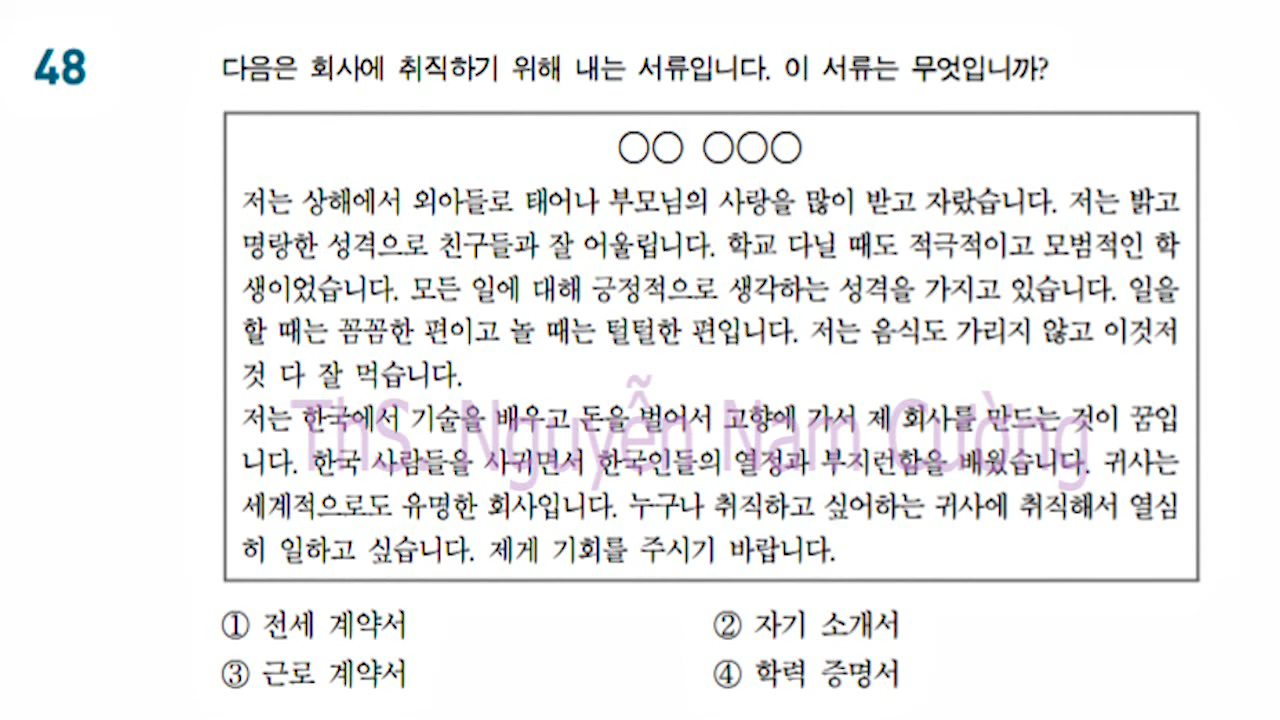 48
다음은 회사에 취직하기 위해 내는 서류입니다. 이 서류는 무엇입니까?
○○ ○○○
저는 상해에서 외아들로 태어나 부모님의 사랑을 많이 받고 자랐습니다. 저는 밝고
명랑한 성격으로 친구들과 잘 어울립니다. 학교 다닐 때도 적극적이고 모범적인 학
생이었습니다. 모든 일에 대해 긍정적으로 생각하는 성격을 가지고 있습니다. 일을
할 때는 꼼꼼한 편이고 놀 때는 털털한 편입니다. 저는 음식도 가리지 않고 이것저
것 다 잘 먹습니다.
저는 한국에서 기술을 배우고 돈을 벌어서 고향에 가서 제 회사를 만드는 것이 꿈입
니다. 한국 사람들을 사귀면서 한국인들의 열정과 부지런함을 배웠습니다. 귀사는
세계적으로도 유명한 회사입니다. 누구나 취직하고 싶어하는 귀사에 취직해서 열심
히 일하고 싶습니다. 제게 기회를 주시기 바랍니다.
ThS. Nguyễn Nam Cường
① 전세 계약서
② 자기 소개서
③ 근로 계약서
④ 학력 증명서